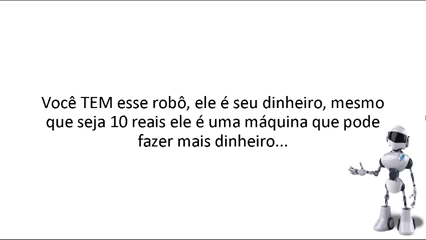 Você TEM esse robô, ele é seu dinheiro, mesmo
que seja 10 reais ele é uma máquina que pode
fazer mais dinheiro...